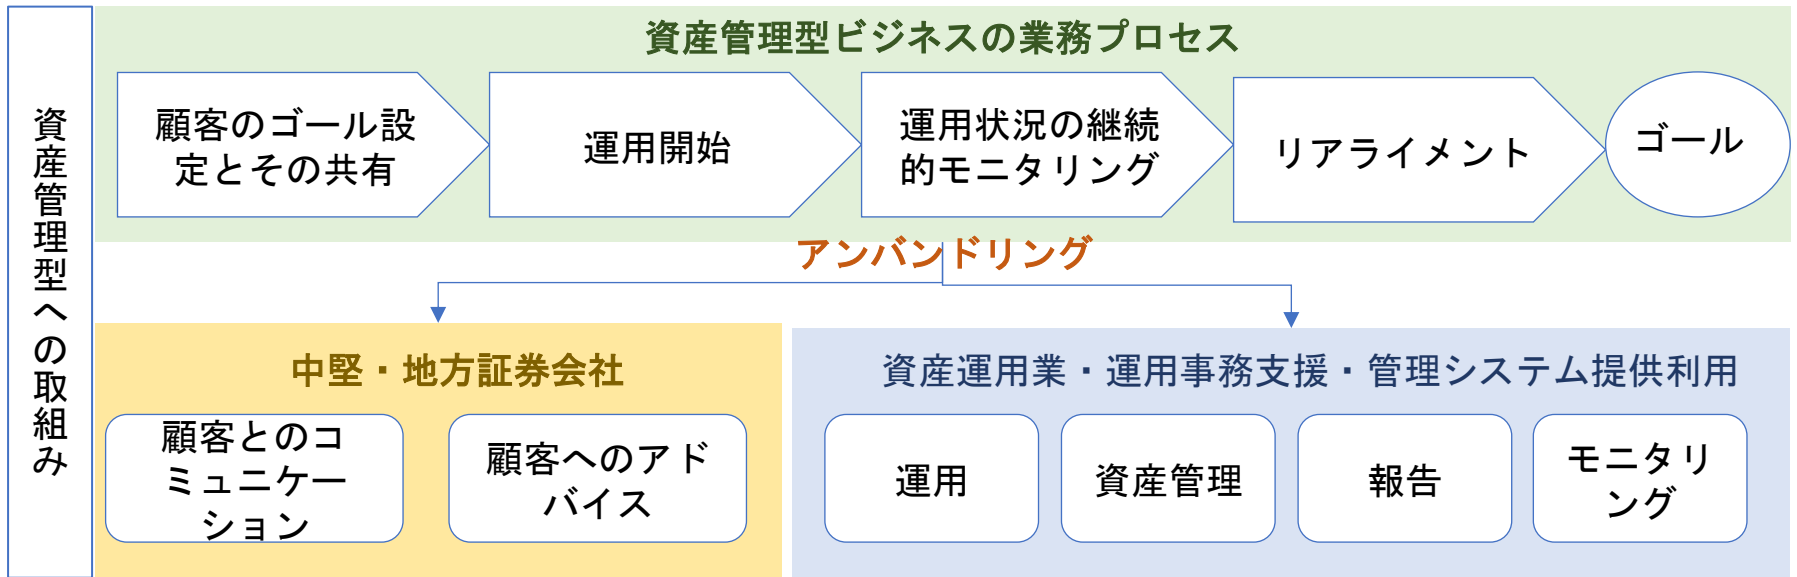 資産管理型への取組み
資産管理型ビジネスの業務プロセス
顧客のゴール設
定とその共有
運用開始
運用状況の継続
的モニタリング
リアライメント
ゴール
アンバンドリング
中堅・地方証券会社
顧客とのコ
ミュニケー
ション
顧客へのアド
バイス
資産運用業・運用事務支援・管理システム提供利用
運用
資産管理
報告
モニタリ
ング